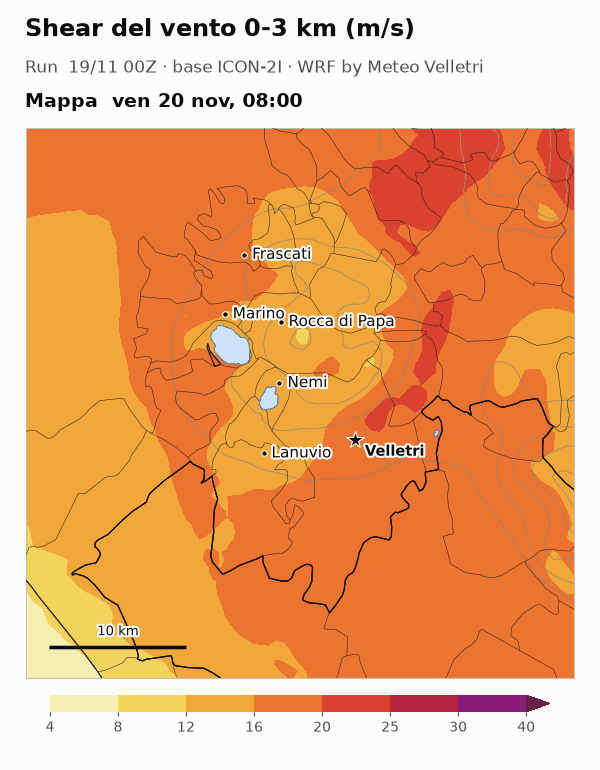 Shear del vento 0-3 km (m/s)
Run  19/11 00Z · base ICON-2I · WRF by Meteo Velletri
Mappa  ven 20 nov, 08:00
Frascati
Marino
Rocca di Papa
Nemi
Velletri
Lanuvio
10 km
4 8 12 16 20 25 30 40